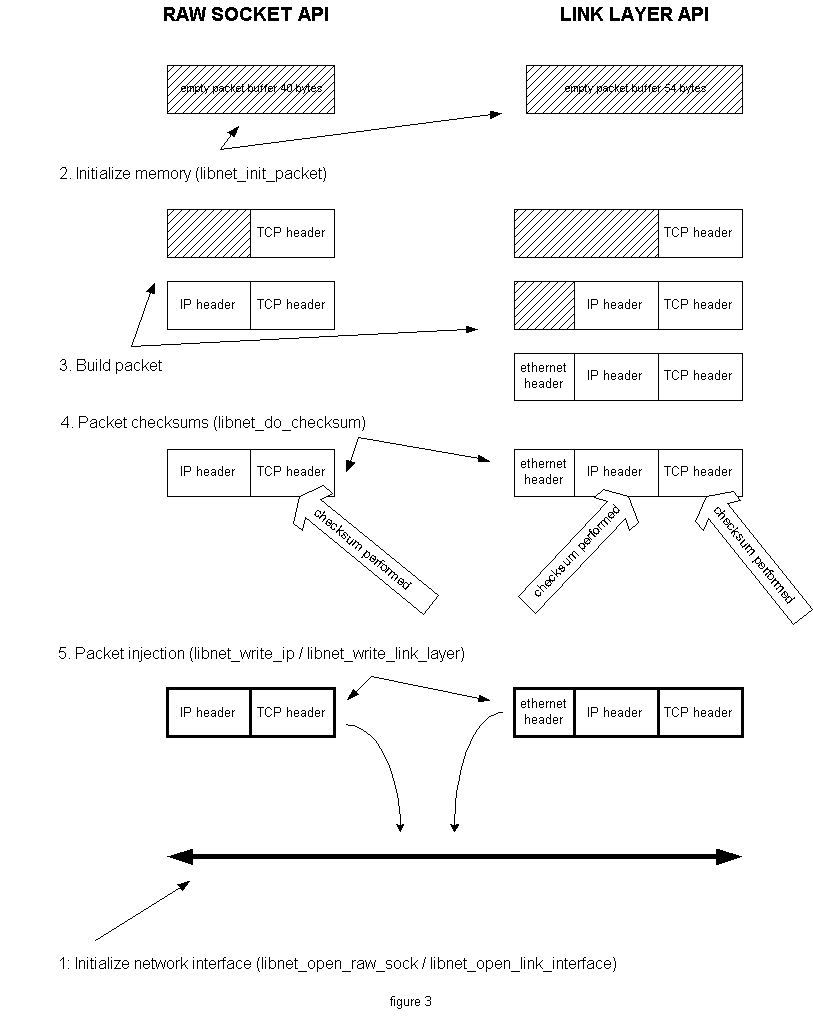 RAW SOCKET API
LINK LAYER API
empty packet buffer 40 bytes
empty packet buffer 54 bytes
2. Initialize memory (libnet_init_packet)
TCP header
TCP header
IP header
TCP header
IP header
TCP header
3. Build packet
ethernet
header
IP header
TCP header
4. Packet checksums (libnet_do_checksum)
IP header
TCP header
ethernet
header
IP header
TCP header
checksum performed
checksum performed
checksum performed
5. Packet injection (libnet_write_ip / libnet_write_link_layer)
IP header
TCP header
ethernet
header
IP header
TCP header
1: Initialize network interface (libnet_open_raw_sock / libnet_open_link_interface)
figure 3